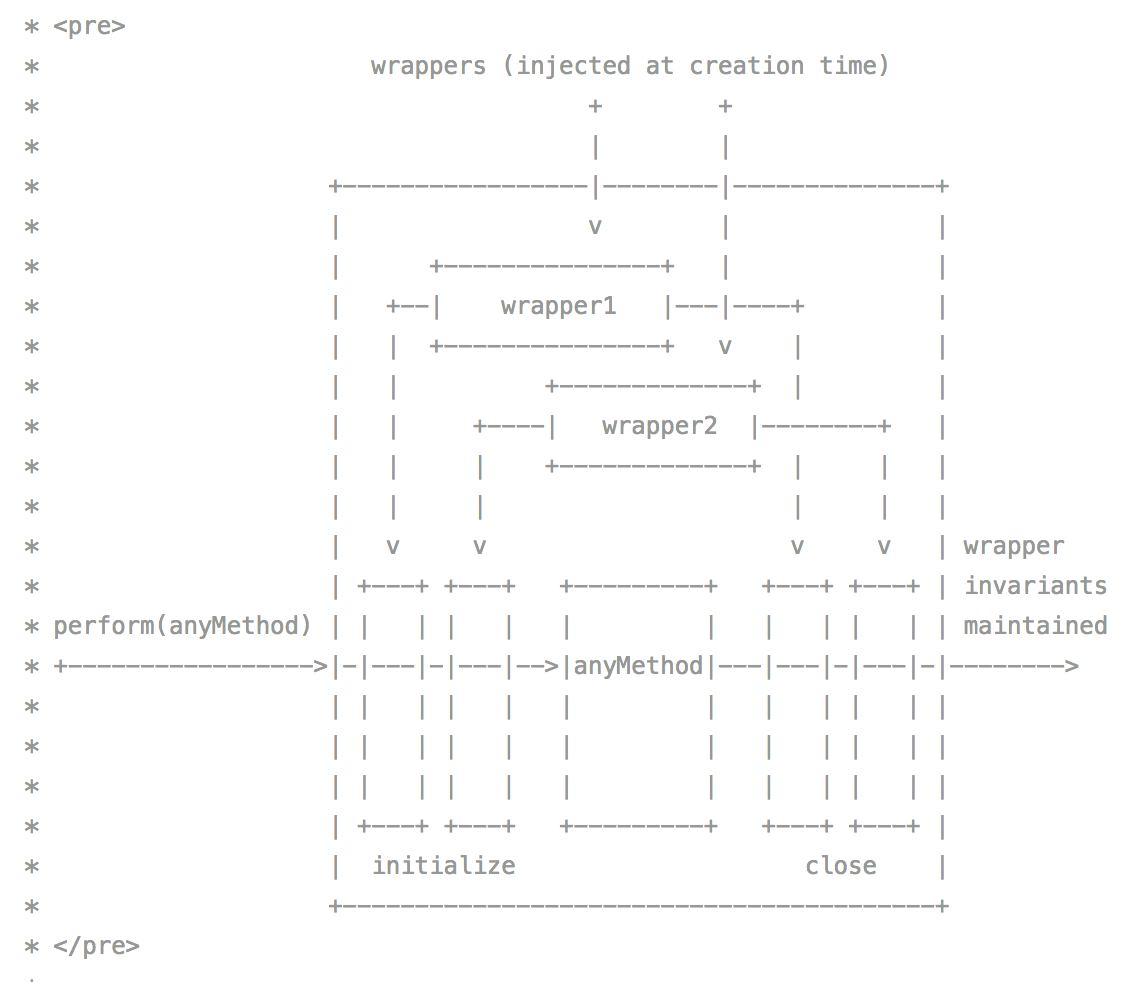 * <pre>
*                       wrappers (injected at creation time)
*                                      +        +
*                                      |        |
*                    +-----------------|--------|--------------+
*                    |                 v        |              |
*                    |      +---------------+   |              |
*                    |   +--|    wrapper1   |---|----+         |
*                    |   |  +---------------+   v    |         |
*                    |   |          +-------------+  |         |
*                    |   |     +----|   wrapper2  |--------+   |
*                    |   |     |    +-------------+  |     |   |
*                    |   |     |                     |     |   |
*                    |   v     v                     v     v   | wrapper
*                    | +---+ +---+   +---------+   +---+ +---+ | invariants
* perform(anyMethod) | |   | |   |   |         |   |   | |   | | maintained
* +----------------->|-|---|-|---|-->|anyMethod|---|---|-|---|-|-------->
*                    | |   | |   |   |         |   |   | |   | |
*                    | |   | |   |   |         |   |   | |   | |
*                    | |   | |   |   |         |   |   | |   | |
*                    | +---+ +---+   +---------+   +---+ +---+ |
*                    |  initialize                    close    |
*                    +-----------------------------------------+
* </pre>